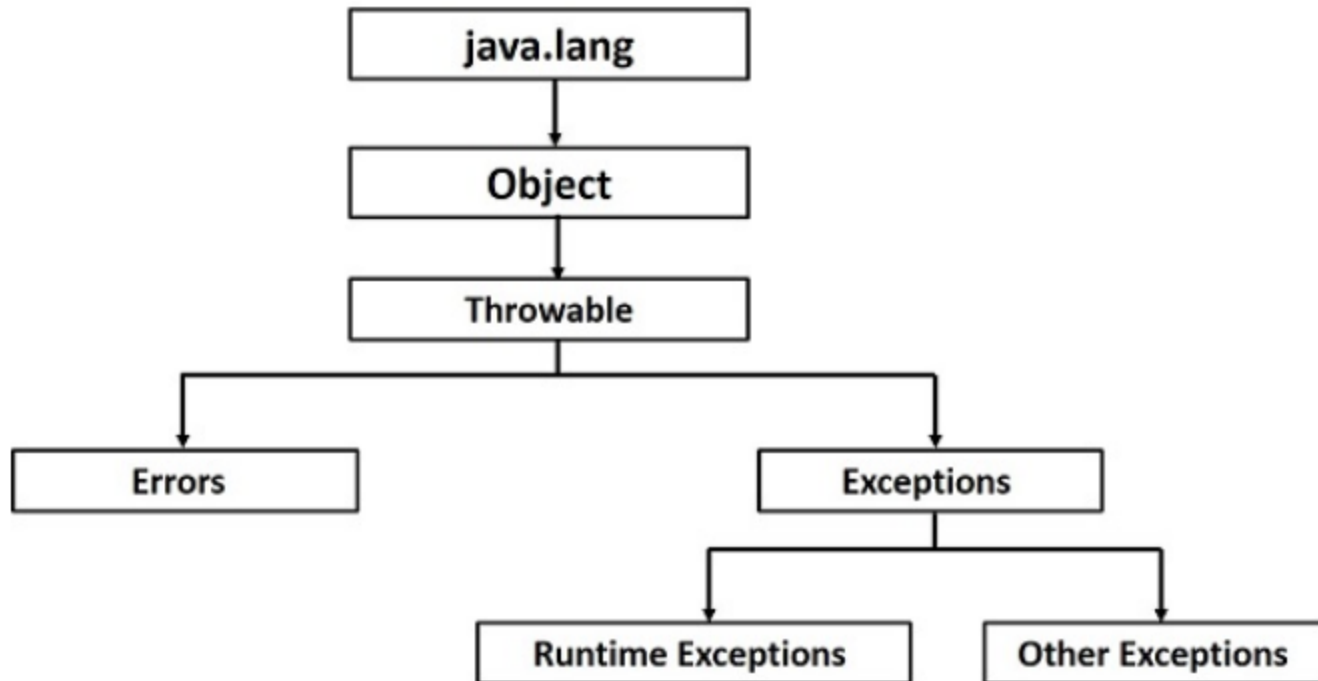 java.lang
Object
Throwable
Errors
Exceptions
Runtime Exceptions
Other Exceptions